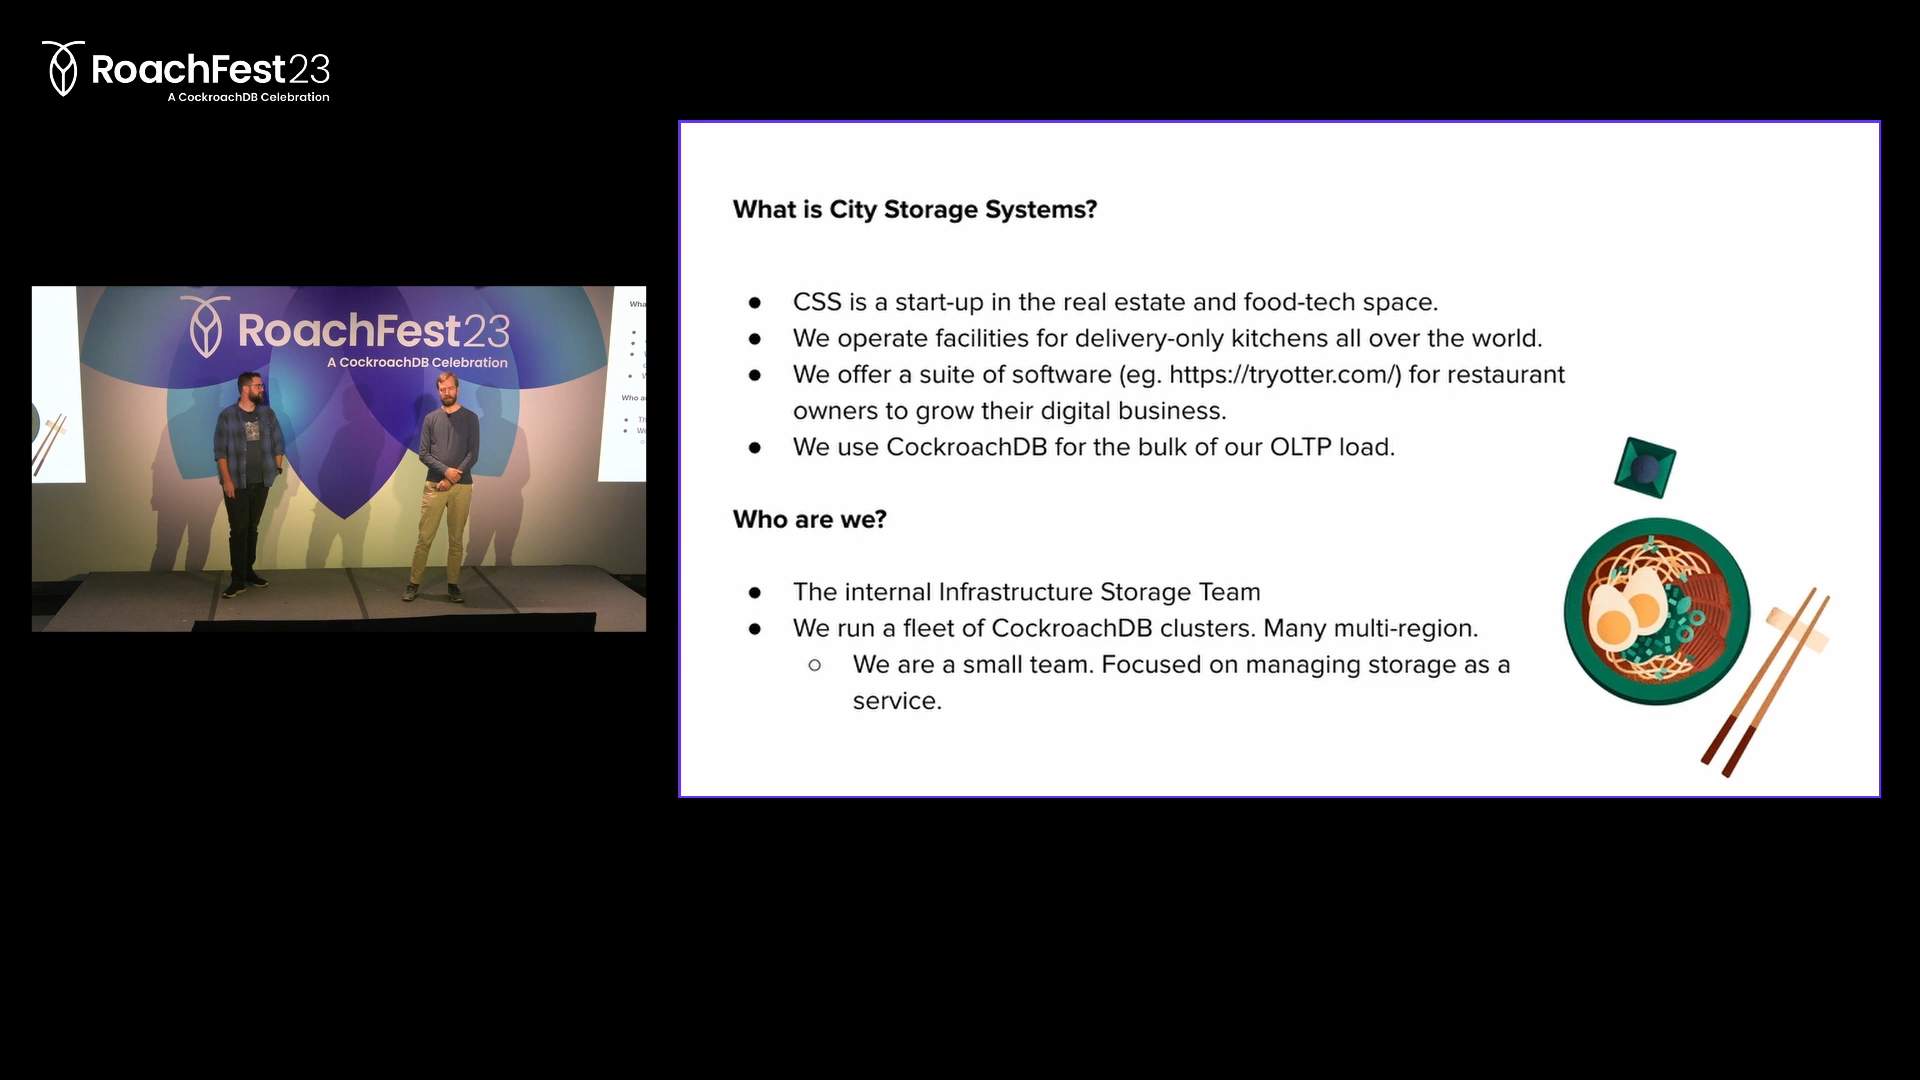 RoachFest23
A CockroachDB Celebration
RoachFest23
A CockroachDB Celebration
What is City Storage Systems?
● CSS is a start-up in the real estate and food-tech space.
● We operate facilities for delivery-only kitchens all over the world.
● We offer a suite of software (eg. https://tryotter.com/) for restaurant
owners to grow their digital business.
● We use CockroachDB for the bulk of our OLTP load.
Who are we?
● The internal Infrastructure Storage Team
● We run a fleet of CockroachDB clusters. Many multi-region.
○ We are a small team. Focused on managing storage as a
service.